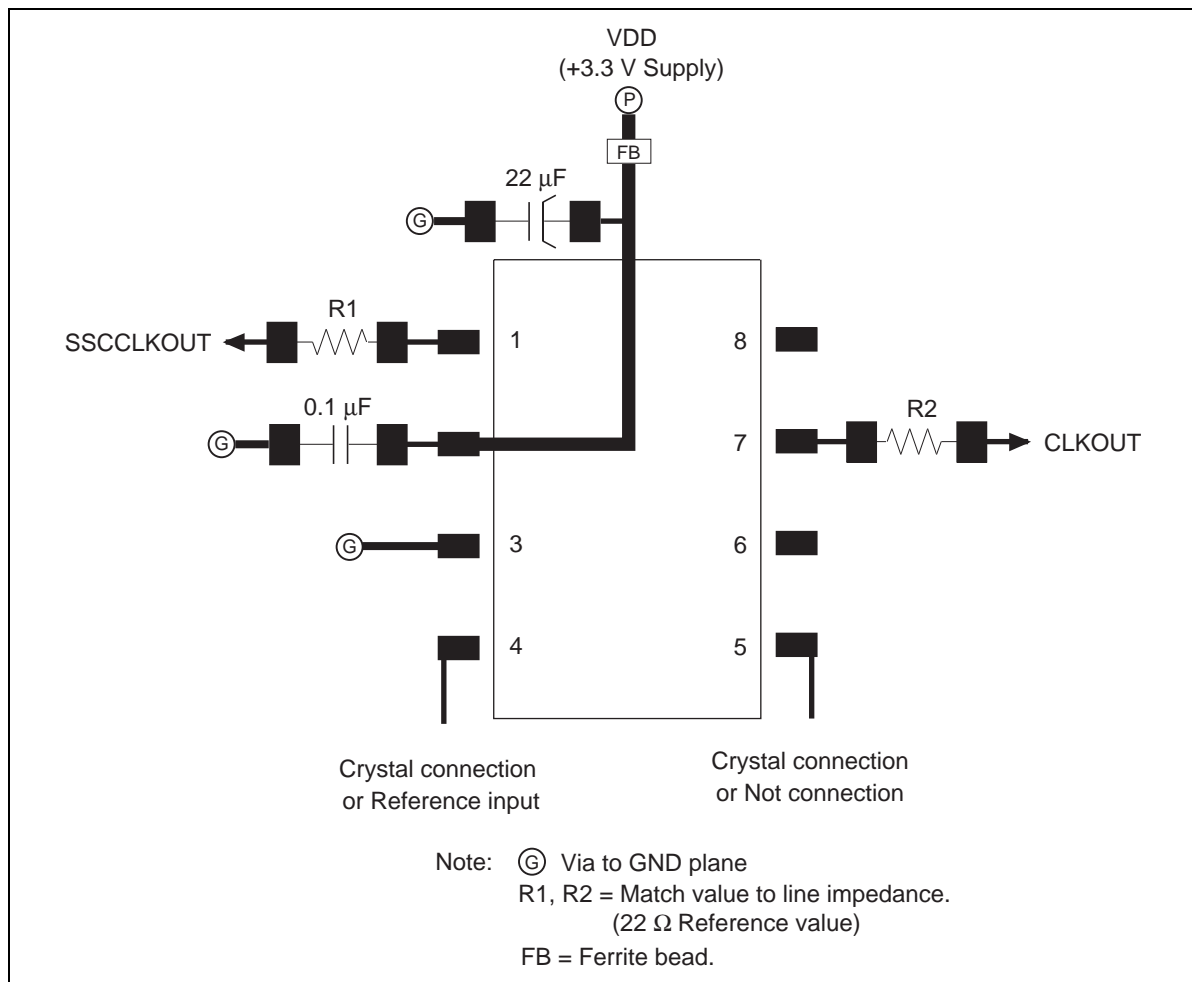 VDD
(+3.3 V Supply)
P
FB
22 μF
G
R1
SSCCLKOUT
1
8
0.1 μF
G
R2
7
CLKOUT
G
3
6
4
5
Crystal connection
or Reference input
Crystal connection
or Not connection
Note: G Via to GND plane
R1, R2 = Match value to line impedance.
(22 Ω Reference value)
FB = Ferrite bead.